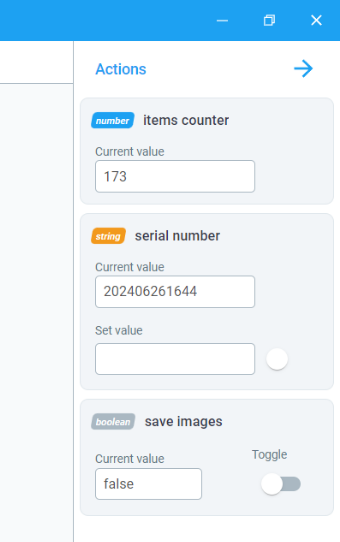 Actions
number items counter
Current value
173
string serial number
Current value
202406261644
Set value
boolean save images
Toggle
Current value
false